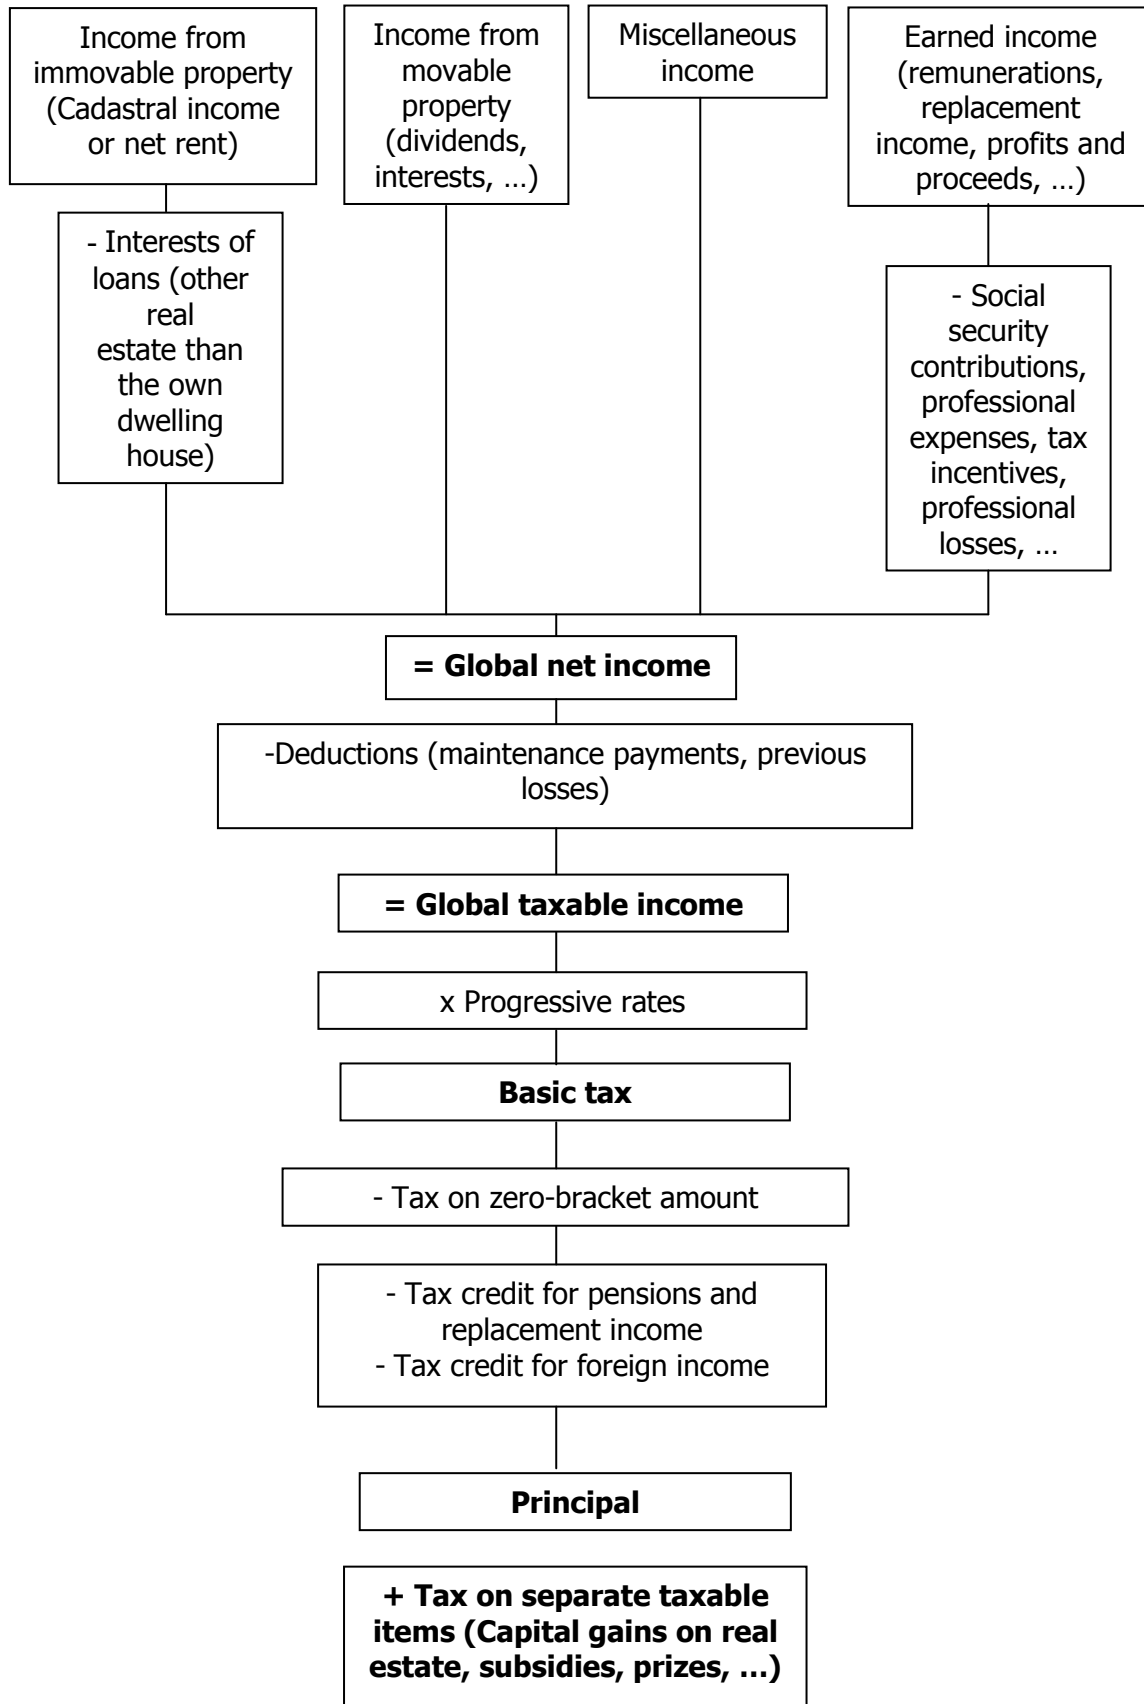 Income from
immovable property
(Cadastral income
or net rent)
Income from
movable
property
(dividends,
interests, …)
Miscellaneous
income
Earned income
(remunerations,
replacement
income, profits and
proceeds, …)
- Interests of
loans (other
real
estate than
the own
dwelling
house)
- Social
security
contributions,
professional
expenses, tax
incentives,
professional
losses, …
= Global net income
-Deductions (maintenance payments, previous
losses)
= Global taxable income
x Progressive rates
Basic tax
- Tax on zero-bracket amount
- Tax credit for pensions and
replacement income
- Tax credit for foreign income
Principal
+ Tax on separate taxable
items (Capital gains on real
estate, subsidies, prizes, …)